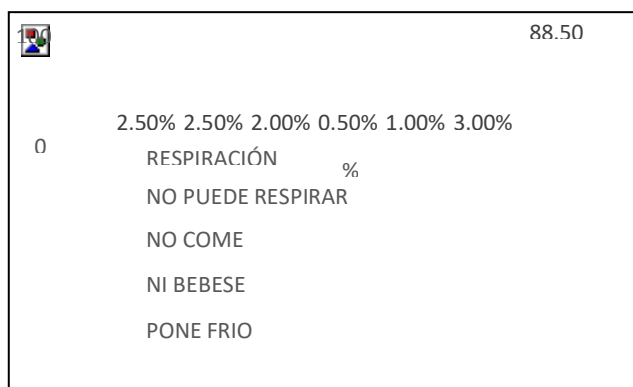 100
88.50
2.50% 2.50% 2.00% 0.50% 1.00% 3.00%
0
RESPIRACIÓN
%
NO PUEDE RESPIRAR
NO COME
NI BEBESE
PONE FRIO